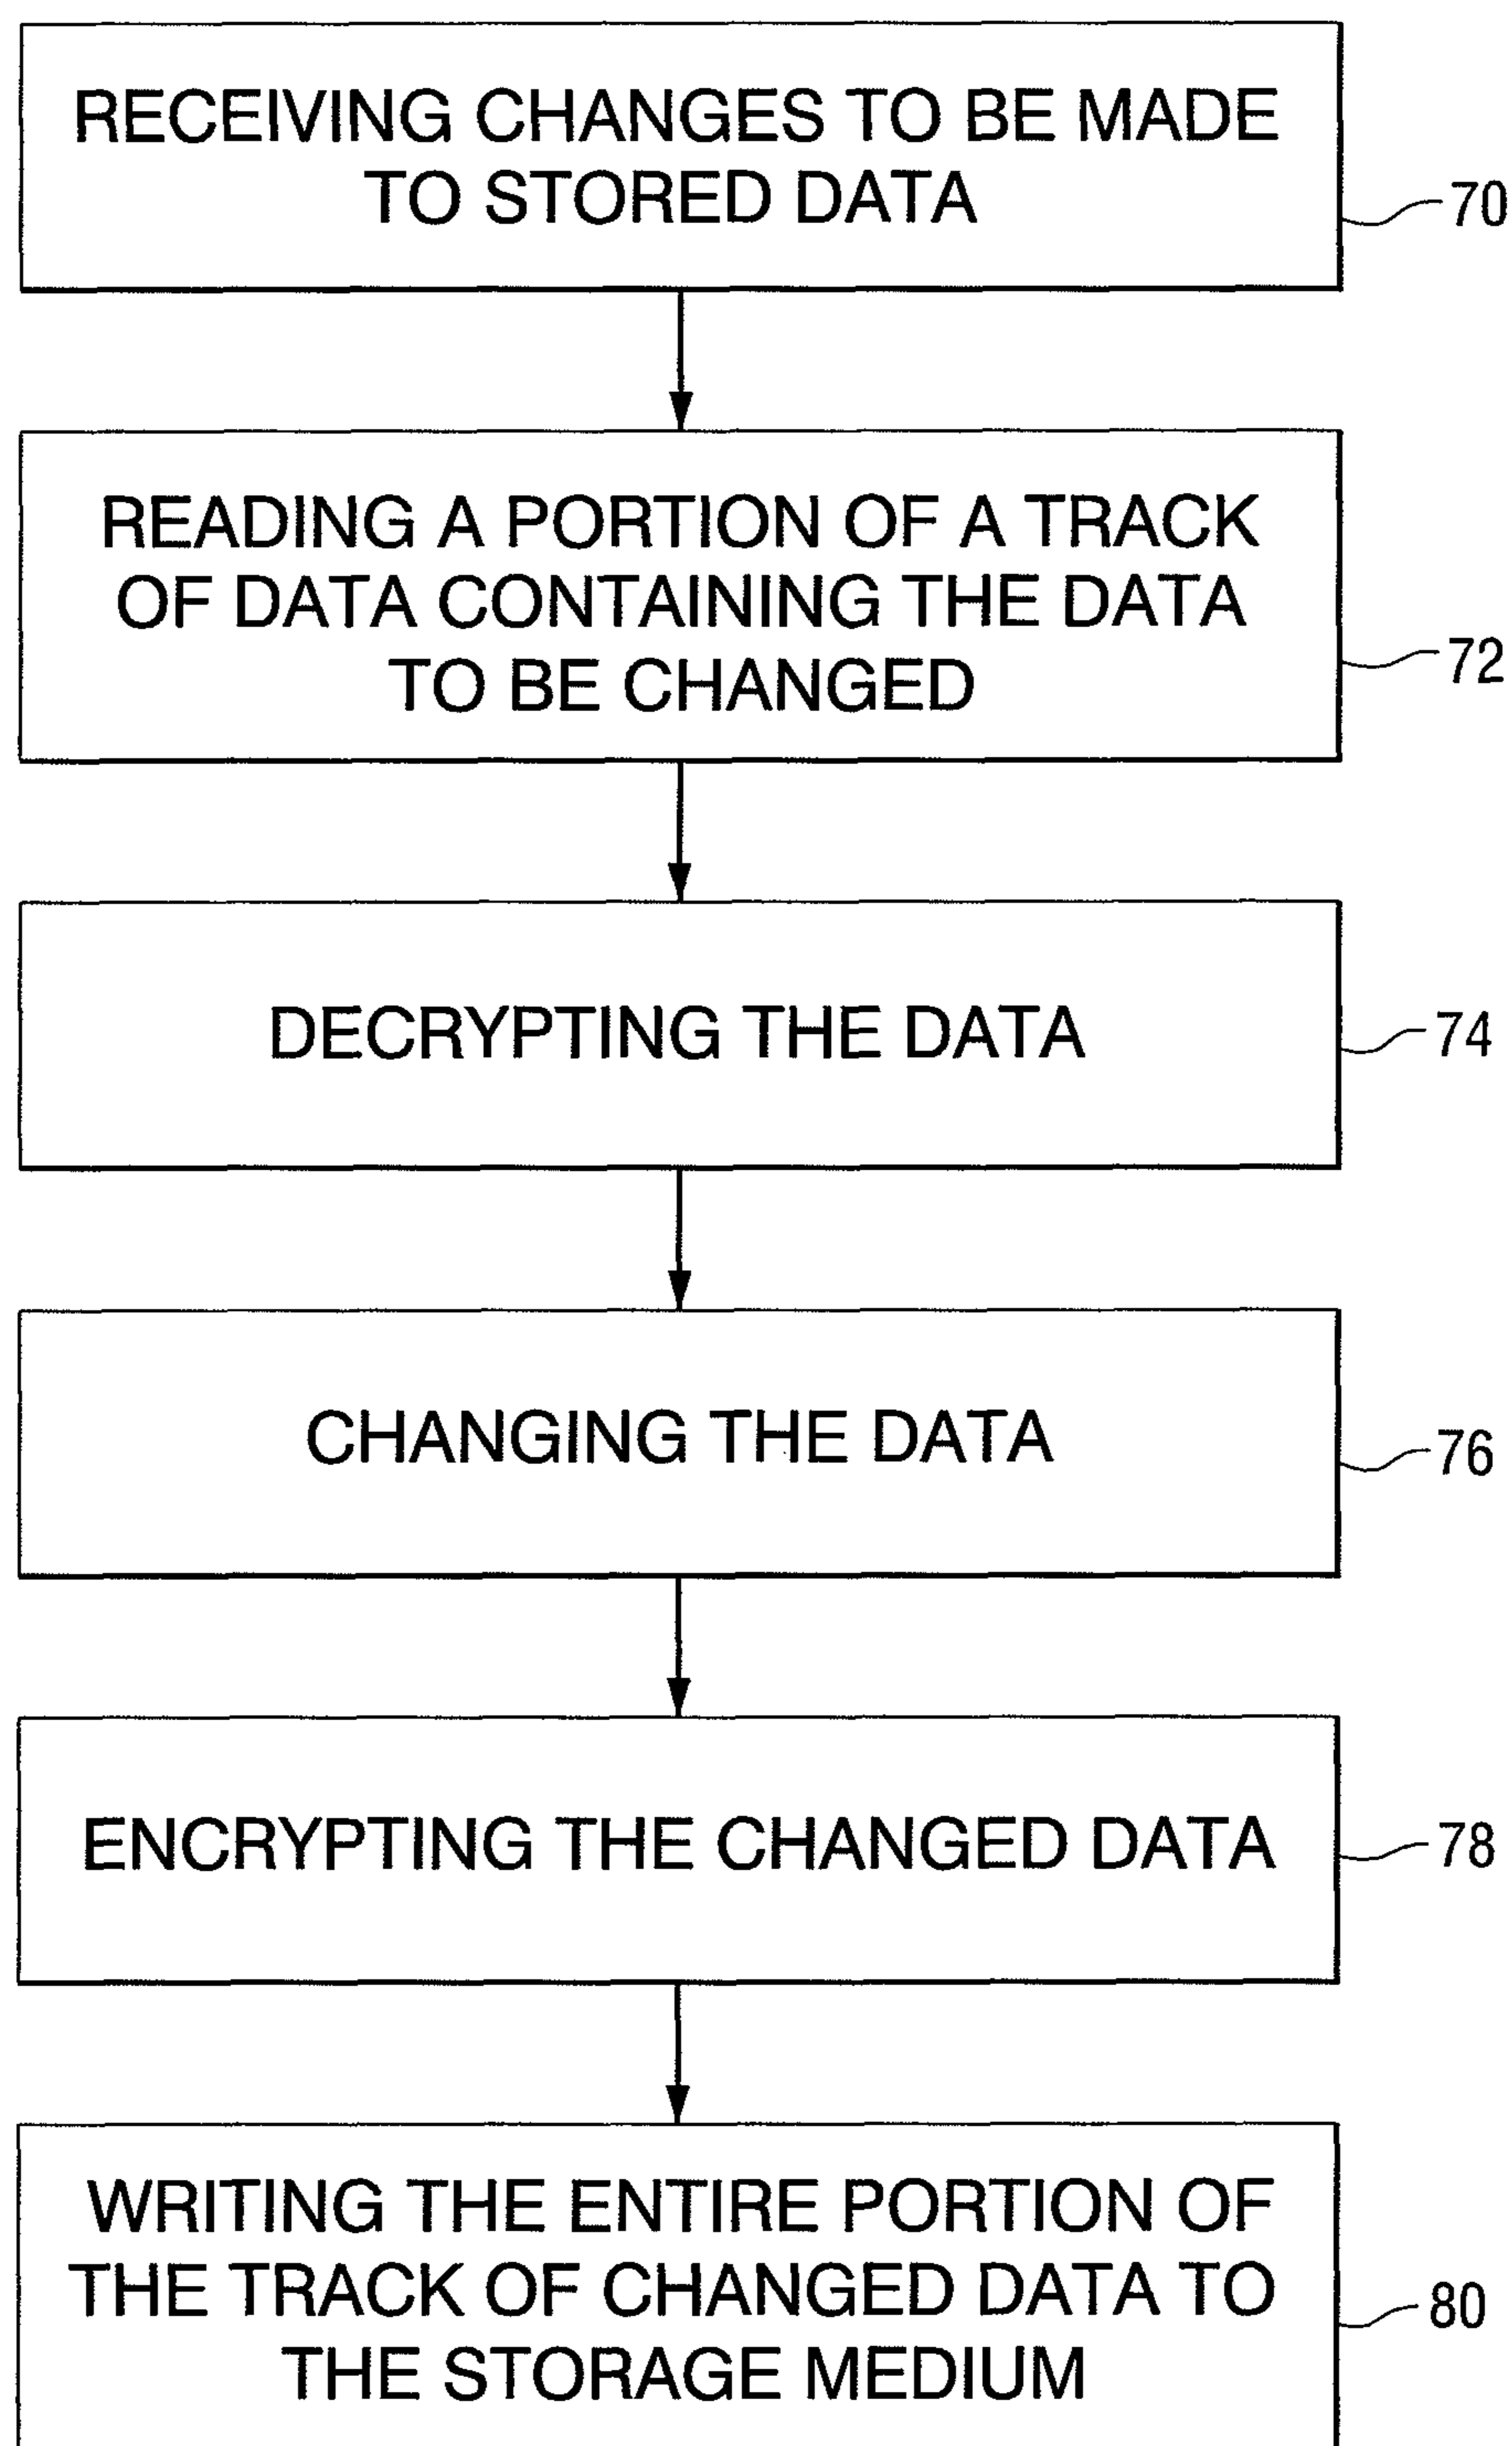 RECEIVING CHANGES TO BE MADE
TO STORED DATA
70
READING A PORTION OF A TRACK
OF DATA CONTAINING THE DATA
TO BE CHANGED
72
DECRYPTING THE DATA
74
CHANGING THE DATA
76
ENCRYPTING THE CHANGED DATA
78
WRITING THE ENTIRE PORTION OF
THE TRACK OF CHANGED DATA TO
THE STORAGE MEDIUM
80